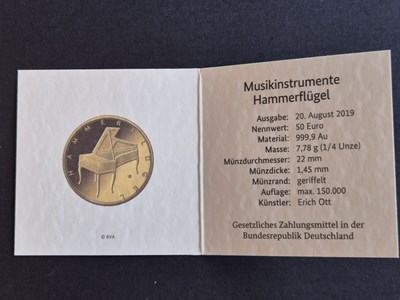 HAMMERFLÜGEL
© BVA
Musikinstrumente
Hammerflügel
Ausgabe: 20. August 2019
Nennwert: 50 Euro
Material: 999,9 Au
Masse: 7,78 g (1/4 Unze)
Münzdurchmesser: 22 mm
Münzdicke: 1,45 mm
Münzrand: geriffelt
Auflage: max. 150.000
Künstler: Erich Ott
Gesetzliches Zahlungsmittel in der
Bundesrepublik Deutschland